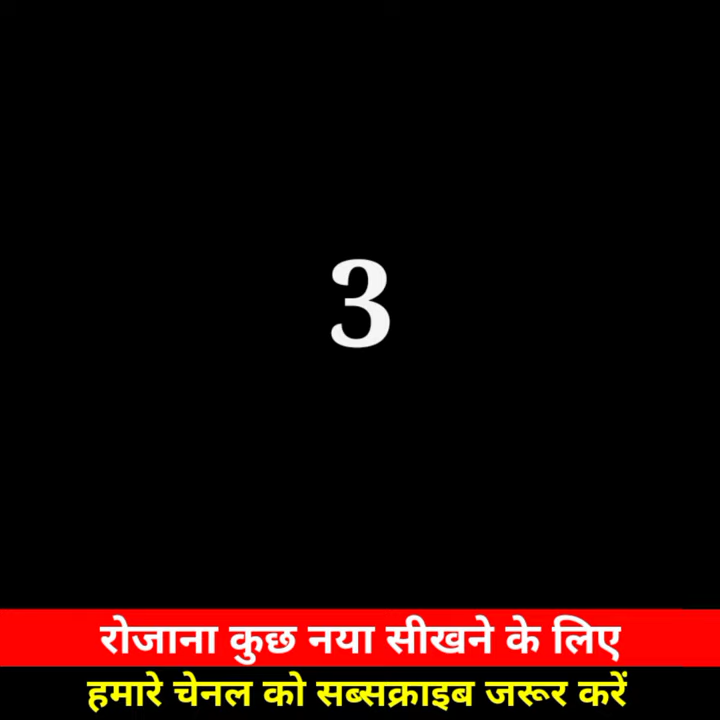 3
रोजाना कुछ नया सीखने के लिए
हमारे चेनल को सब्सक्राइब जरूर करें